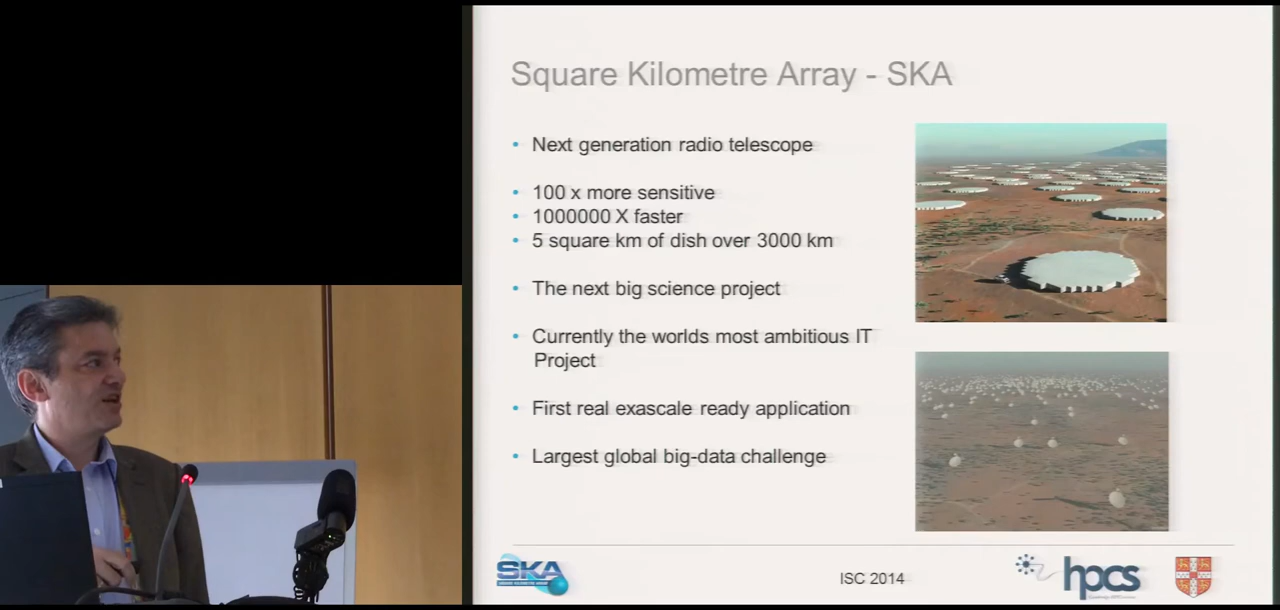 Square Kilometre Array - SKA
Next generation radio telescope
100 x more sensitive
1000000 X faster
5 square km of dish over 3000 km
The next big science project
Currently the worlds most ambitious IT
Project
First real exascale ready application
Largest global big-data challenge
SKA
ISC 2014
hpcs